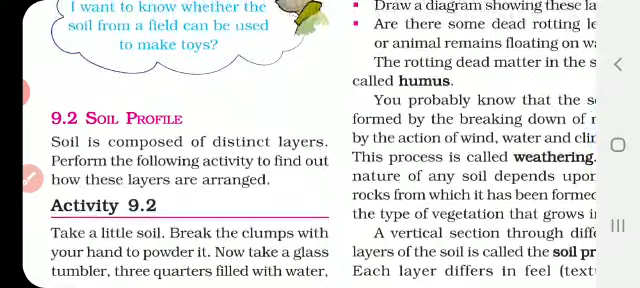 I want to know whether the
soil from a field can be used
to make toys?
9.2 SOIL PROFILE
Soil is composed of distinct layers.
Perform the following activity to find out
how these layers are arranged.
Activity 9.2
Take a little soil. Break the clumps with
your hand to powder it. Now take a glass
tumbler, three quarters filled with water,
Draw a diagram showing these
Are there some dead rotting
or animal remains floating on
The rotting dead matter in the
called humus.
You probably know that the
formed by the breaking down of
by the action of wind, water and
This process is called weathering.
nature of any soil depends upon
rocks from which it has been formed
the type of vegetation that grows
A vertical section through
layers of the soil is called the soil
Each layer differs in feel